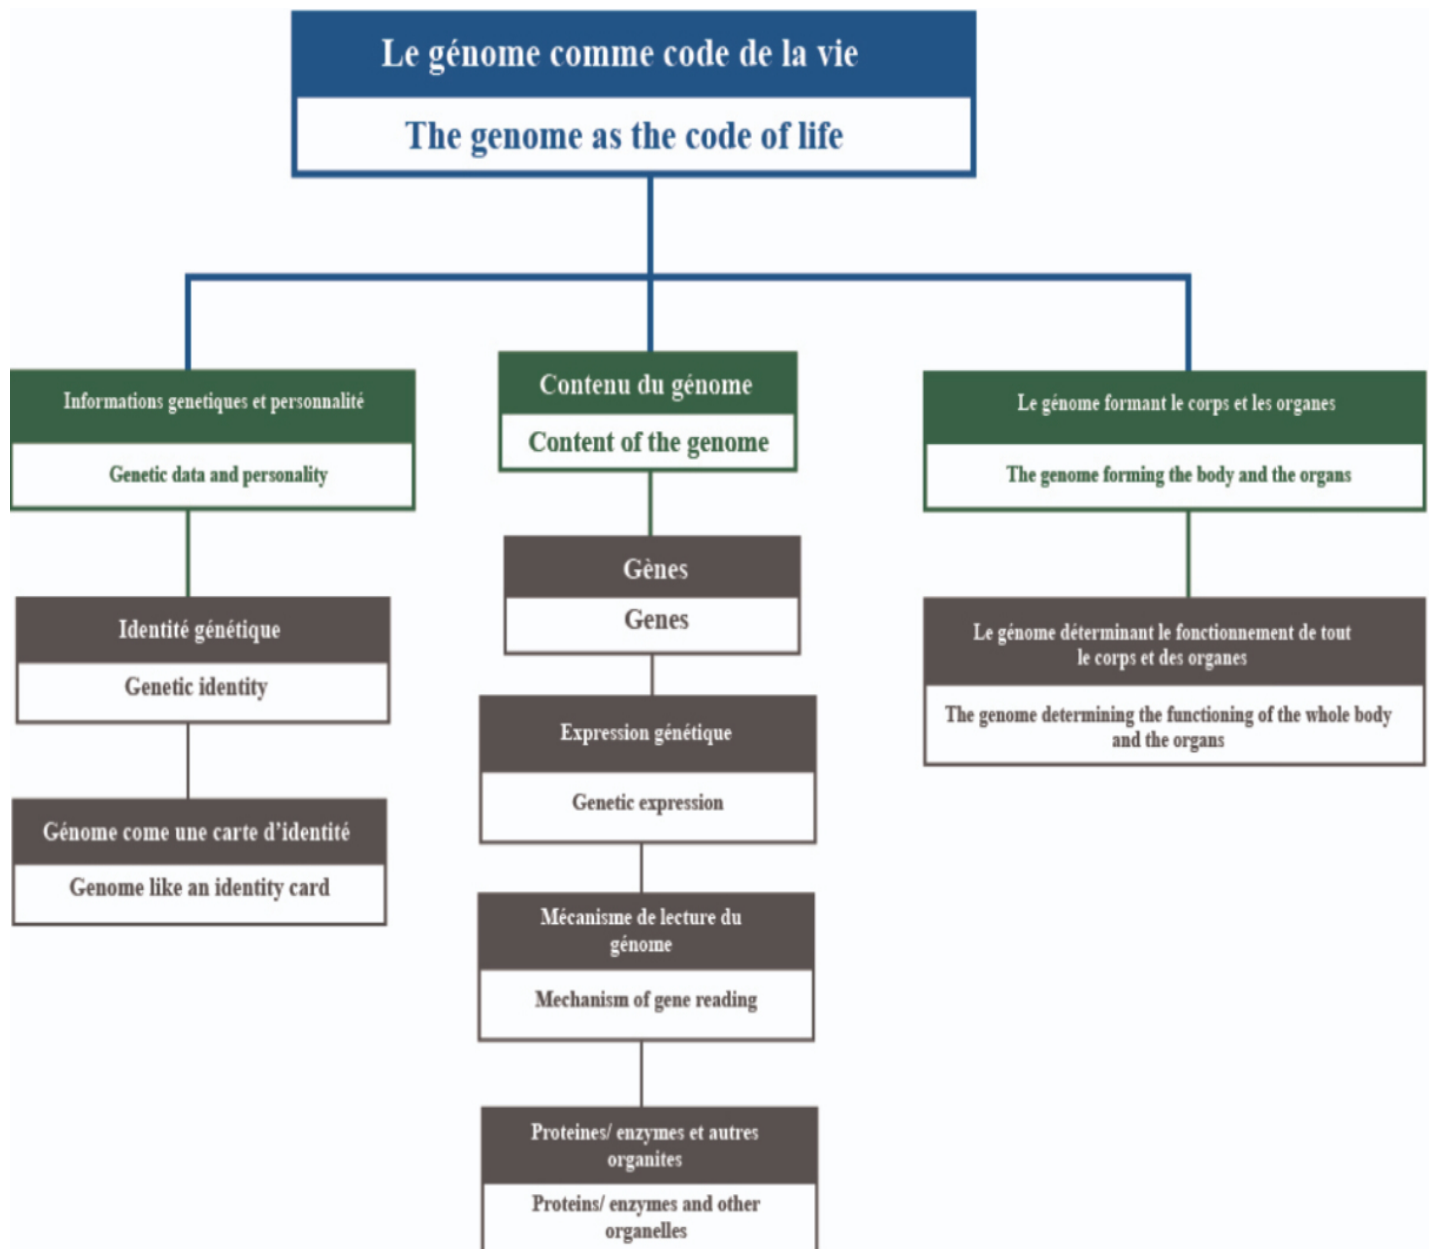 Le génome comme code de la vie
The genome as the code of life
Informations genetiques et personnalité
Genetic data and personality
Identité génétique
Genetic identity
Génome come une carte d'identité
Genome like an identity card
Contenu du génome
Content of the genome
Gènes
Genes
Expression génétique
Genetic expression
Mécanisme de lecture du
génome
Mechanism of gene reading
Proteines/ enzymes et autres
organites
Proteins/ enzymes and other
organelles
Le génome formant le corps et les organes
The genome forming the body and the organs
Le génome déterminant le fonctionnement de tout
le corps et des organes
The genome determining the functioning of the whole body
and the organs